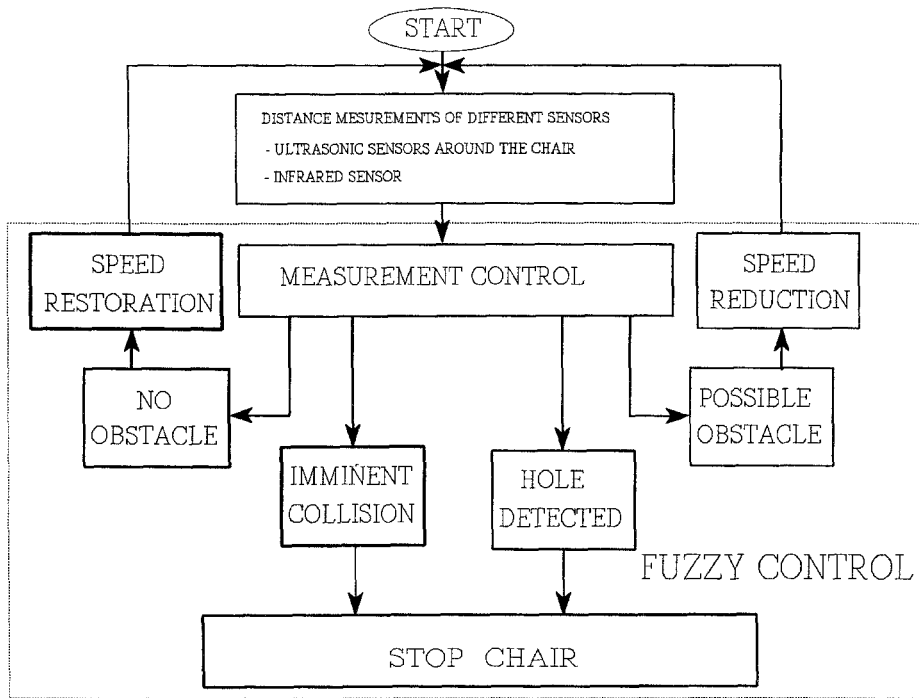 START
DISTANCE MESUREMENTS OF DIFFERENT SENSORS
- ULTRASONIC SENSORS AROUND THE CHAIR
- INFRARED SENSOR
SPEED
RESTORATION
MEASUREMENT CONTROL
SPEED
REDUCTION
NO
OBSTACLE
POSSIBLE
OBSTACLE
IMMINENT
COLLISION
HOLE
DETECTED
FUZZY CONTROL
STOP CHAIR